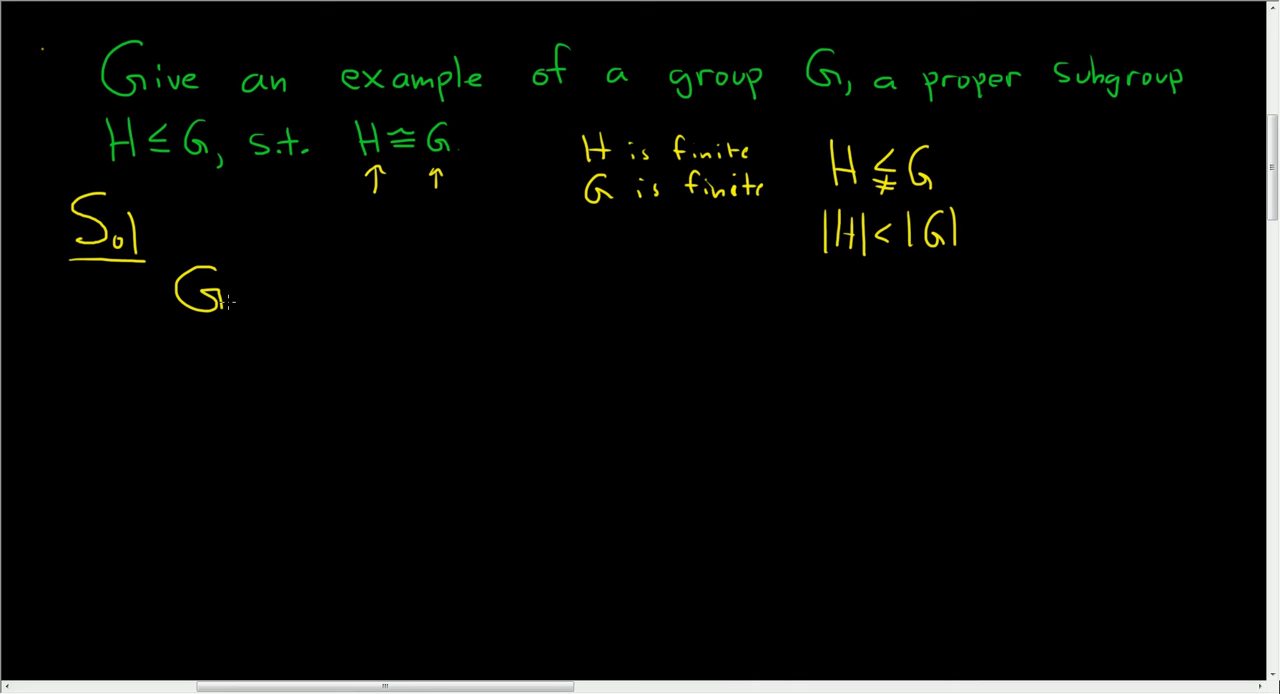 Give an example of a group G, a proper subgroup
H ≤ G, s.t. H ≅ G.
↑ ↑
H is finite
G is finite
H ≨ G
|H| < |G|
Sol
G